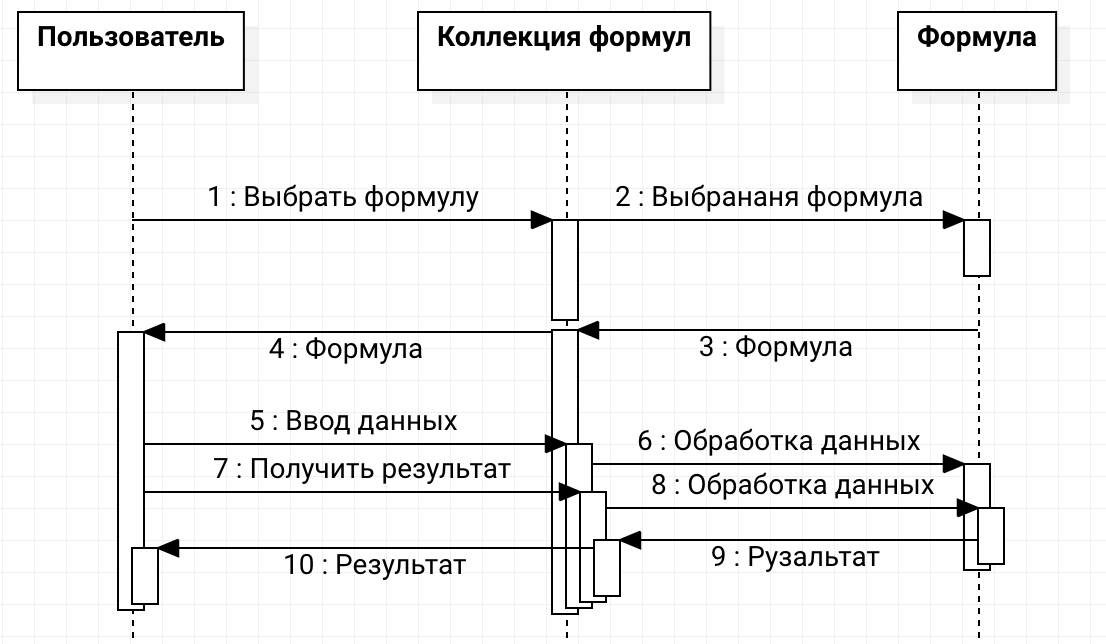 Пользователь
Коллекция формул
Формула
1 : Выбрать формулу
2 : Выбрананя формула
4 : Формула
3 : Формула
5 : Ввод данных
6 : Обработка данных
7 : Получить результат
8 : Обработка данных
10 : Результат
9 : Рузальтат